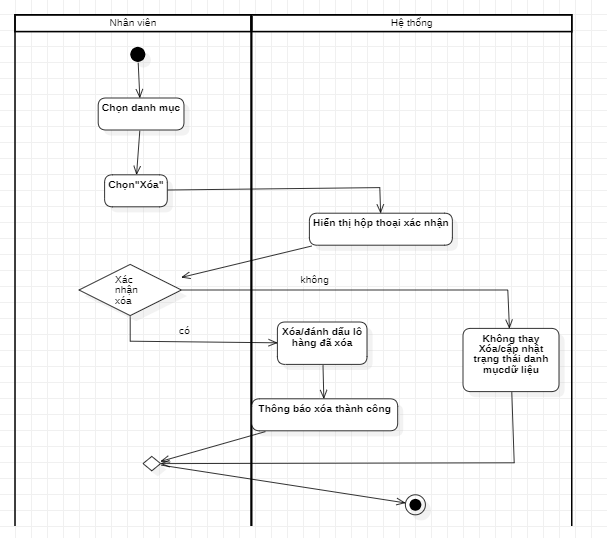 Nhân viên
Hệ thống
Chọn danh mục
Chọn"Xóa"
Hiển thị hộp thoại xác nhận
Xác
nhận
xóa
không
có
Xóa/đánh dấu lô
hàng đã xóa
Không thay
Xóa/cập nhật
trạng thái danh
mụcdữ liệu
Thông báo xóa thành công